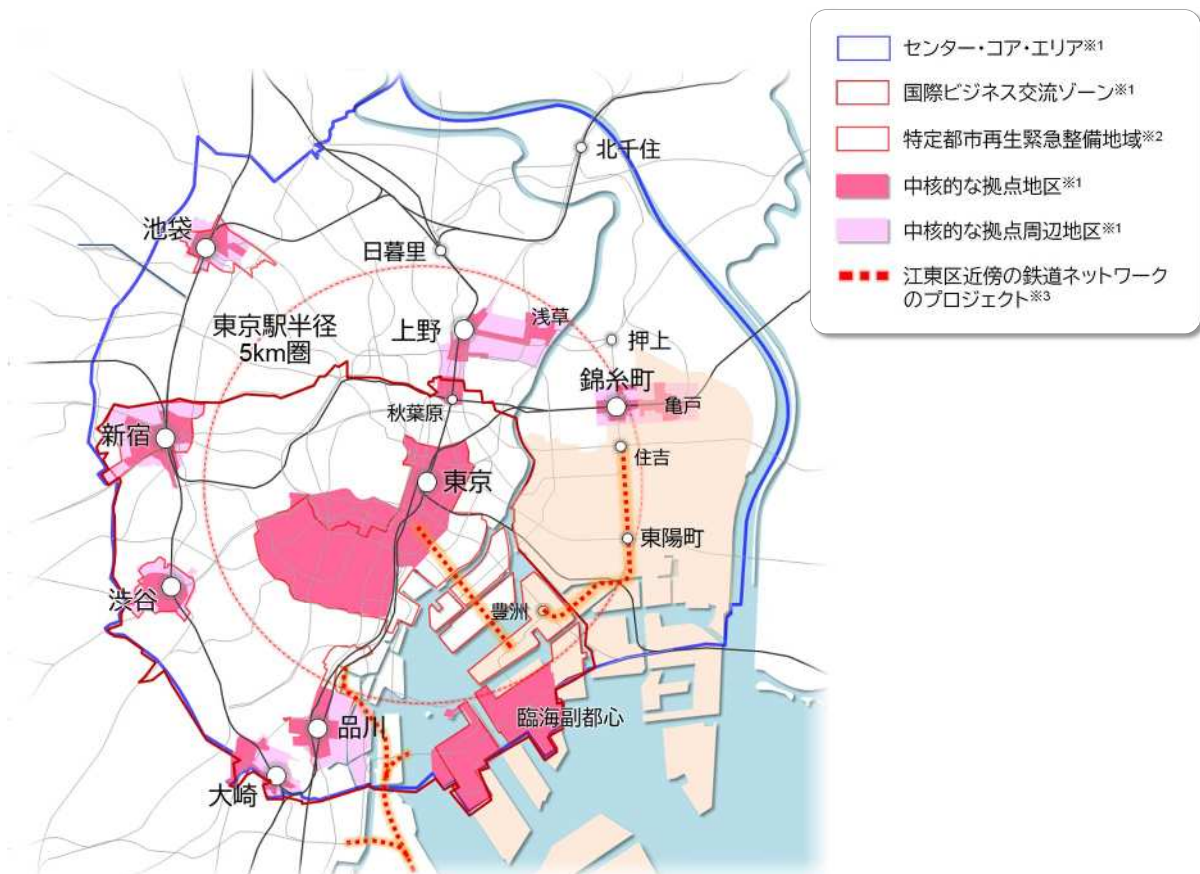 センター・コア・エリア※1
国際ビジネス交流ゾーン※1
特定都市再生緊急整備地域※2
中核的な拠点地区※1
中核的な拠点周辺地区※1
江東区近傍の鉄道ネットワーク
のプロジェクト※3
北千住
池袋
日暮里
東京駅半径
5km圏
上野
浅草
押上
錦糸町
秋葉原
亀戸
新宿
住吉
東京
東陽町
渋谷
豊洲
臨海副都心
品川
大崎